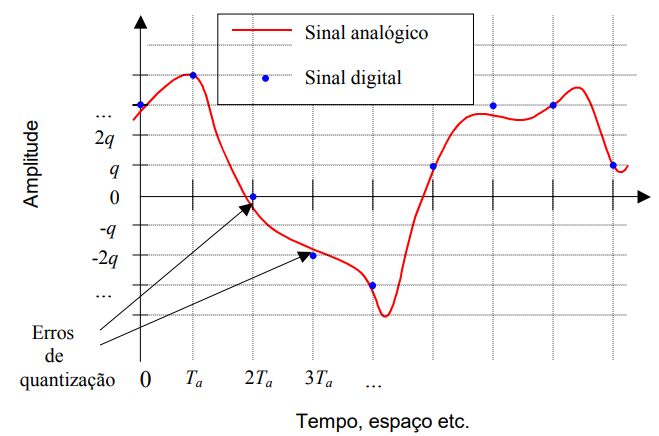 Sinal analógico
Sinal digital
Amplitude
...
2q
q
0
-q
-2q
...
Erros
de
quantização
0 Tₐ 2Tₐ 3Tₐ ...
Tempo, espaço etc.